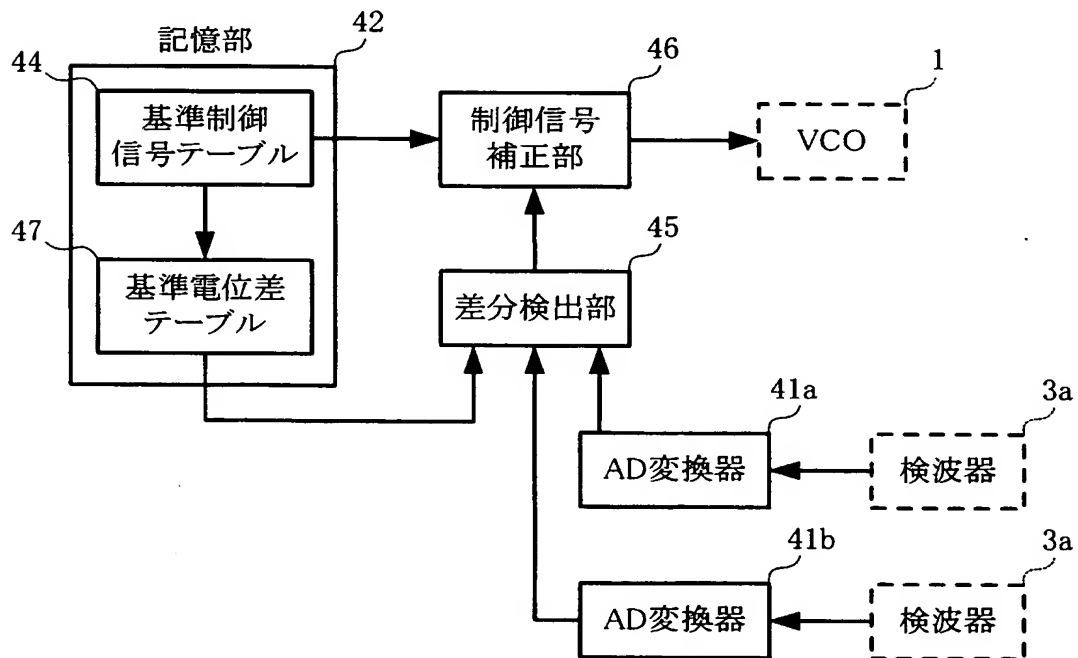 記憶部
42
44
基準制御
信号テーブル
46
制御信号
補正部
1
VCO
47
基準電位差
テーブル
45
差分検出部
41a
AD変換器
3a
検波器
41b
AD変換器
3a
検波器